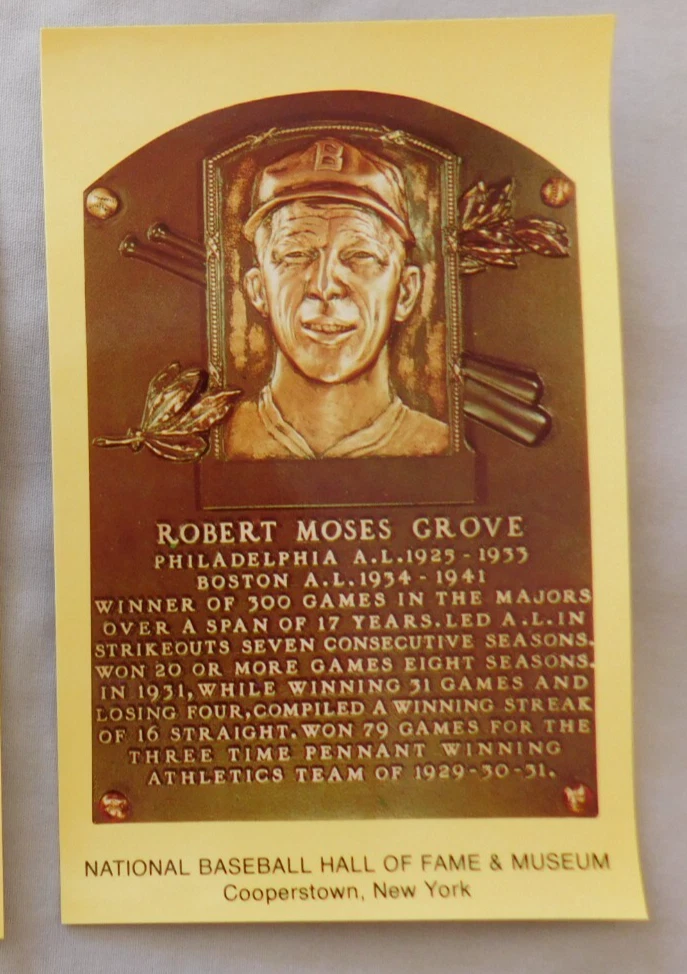 B
ROBERT MOSES GROVE
PHILADELPHIA A.L.1925 - 1933
BOSTON A.L.1934 - 1941
WINNER OF 300 GAMES IN THE MAJORS
OVER A SPAN OF 17 YEARS. LED A.L. IN
STRIKEOUTS SEVEN CONSECUTIVE SEASONS.
WON 20 OR MORE GAMES EIGHT SEASONS.
IN 1931, WHILE WINNING 31 GAMES AND
LOSING FOUR, COMPILED A WINNING STREAK
OF 16 STRAIGHT. WON 79 GAMES FOR THE
THREE TIME PENNANT WINNING
ATHLETICS TEAM OF 1929-30-31.
NATIONAL BASEBALL HALL OF FAME & MUSEUM
Cooperstown, New York